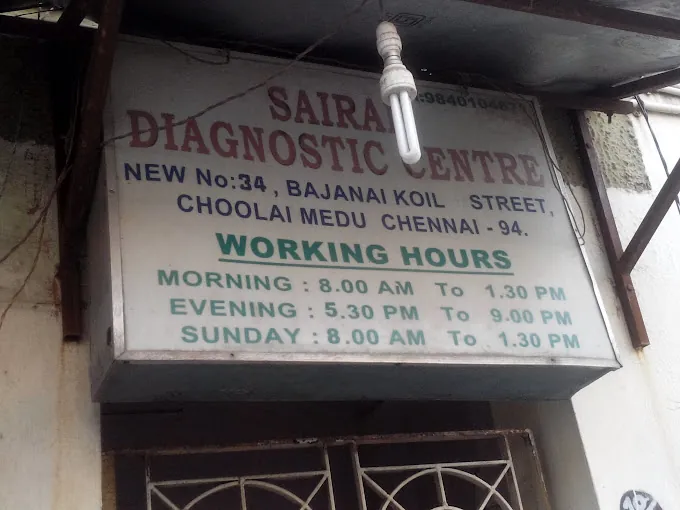 DIAGNOSTIC CENTRE
NEW No:34, BAJANAI KOIL STREET,
CHOOLAI MEDU CHENNAI - 94.
WORKING HOURS
MORNING : 8.00 AM To 1.30 PM
EVENING : 5.30 PM To 9.00 PM
SUNDAY : 8.00 AM To 1.30 PM